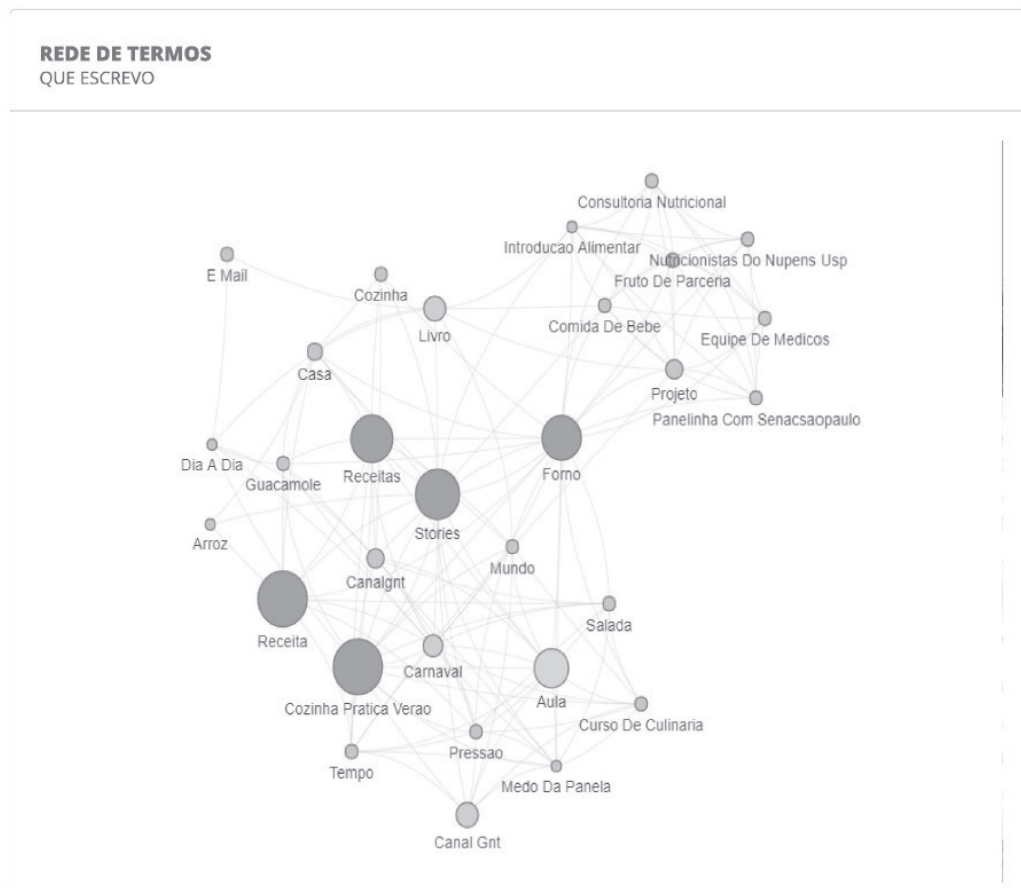 REDE DE TERMOS
QUE ESCREVO
Consultoria Nutricional
Introducao Alimentar
Nutricionistas Do Nupens Usp
E Mail
Fruto De Parceria
Cozinha
Livro
Comida De Bebe
Equipe De Medicos
Casa
Projeto
Panelinha Com Senacsaopaulo
Dia A Dia
Receitas
Forno
Guacamole
Stories
Arroz
Mundo
Canalgnt
Salada
Receita
Carnaval
Aula
Cozinha Pratica Verao
Curso De Culinaria
Pressao
Tempo
Medo Da Panela
Canal Gnt